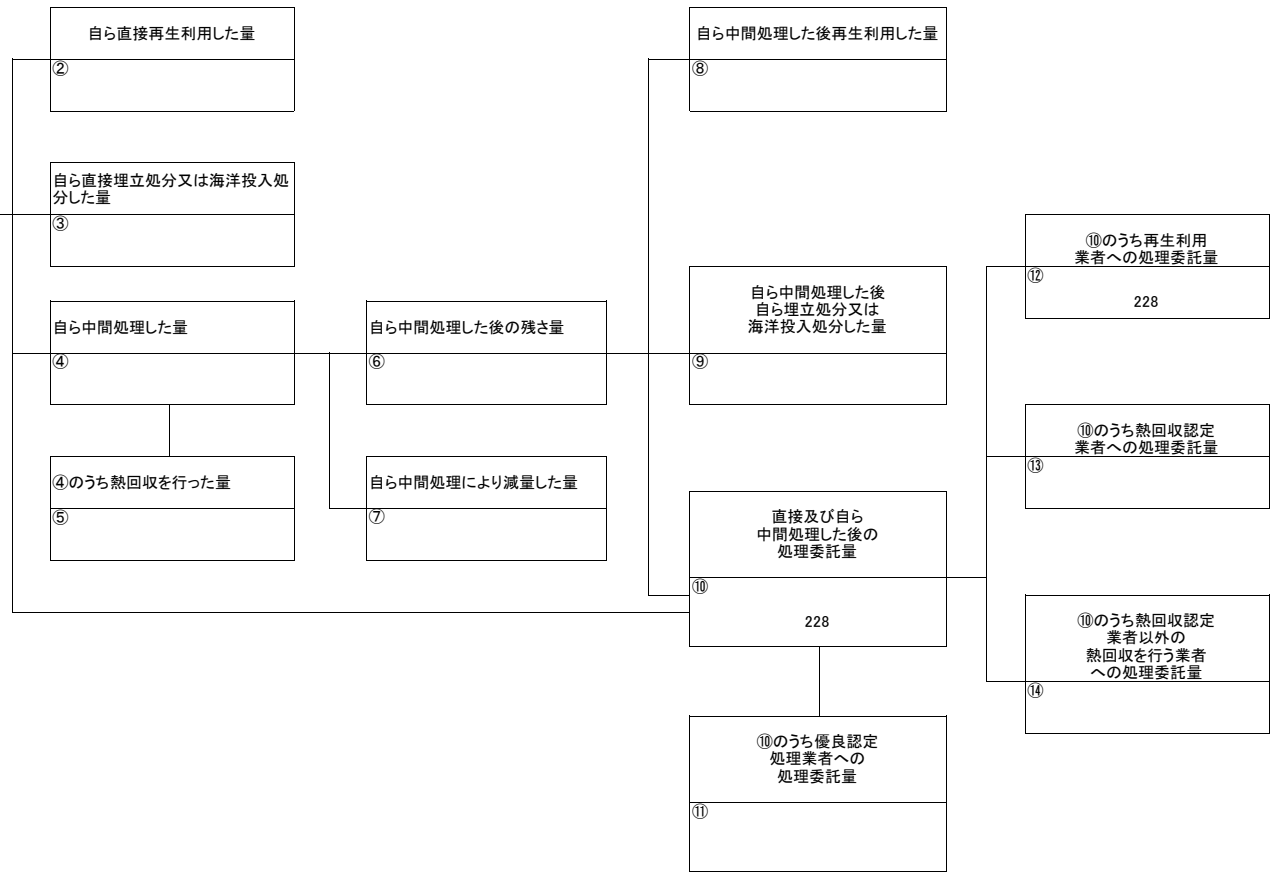 自ら直接再生利用した量
②
自ら中間処理した後再生利用した量
⑧
自ら直接埋立処分又は海洋投入処
分した量
③
⑩のうち再生利用
業者への処理委託量
⑫
228
自ら中間処理した量
④
自ら中間処理した後の残さ量
⑥
自ら中間処理した後
自ら埋立処分又は
海洋投入処分した量
⑨
⑩のうち熱回収認定
業者への処理委託量
⑬
④のうち熱回収を行った量
⑤
自ら中間処理により減量した量
⑦
直接及び自ら
中間処理した後の
処理委託量
⑩
228
⑩のうち熱回収認定
業者以外の
熱回収を行う業者
への処理委託量
⑭
⑩のうち優良認定
処理業者への
処理委託量
⑪